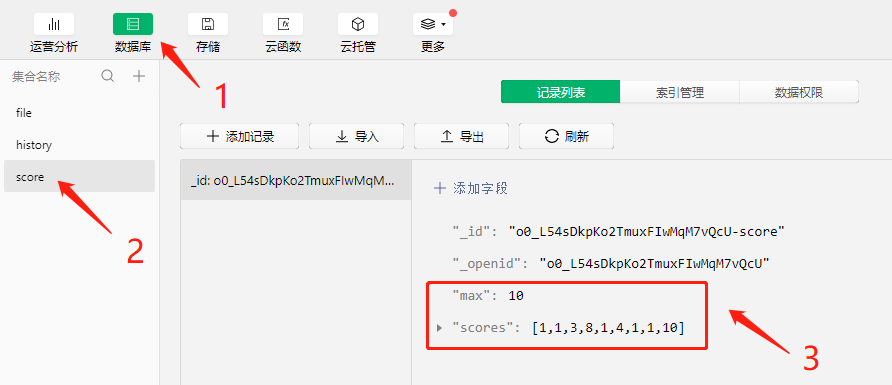 运营分析 数据库 存储 云函数 云托管 更多
1
集合名称
file
history
score
2
记录列表 索引管理 数据权限
添加记录 导入 导出 刷新
_id: o0_L54sDkpKo2TmuxFIwMqM...
添加字段
"_id": "o0_L54sDkpKo2TmuxFIwMqM7vQcU-score"
"_openid": "o0_L54sDkpKo2TmuxFIwMqM7vQcU"
"max": 10
"scores": [1,1,3,8,1,4,1,1,10]
3